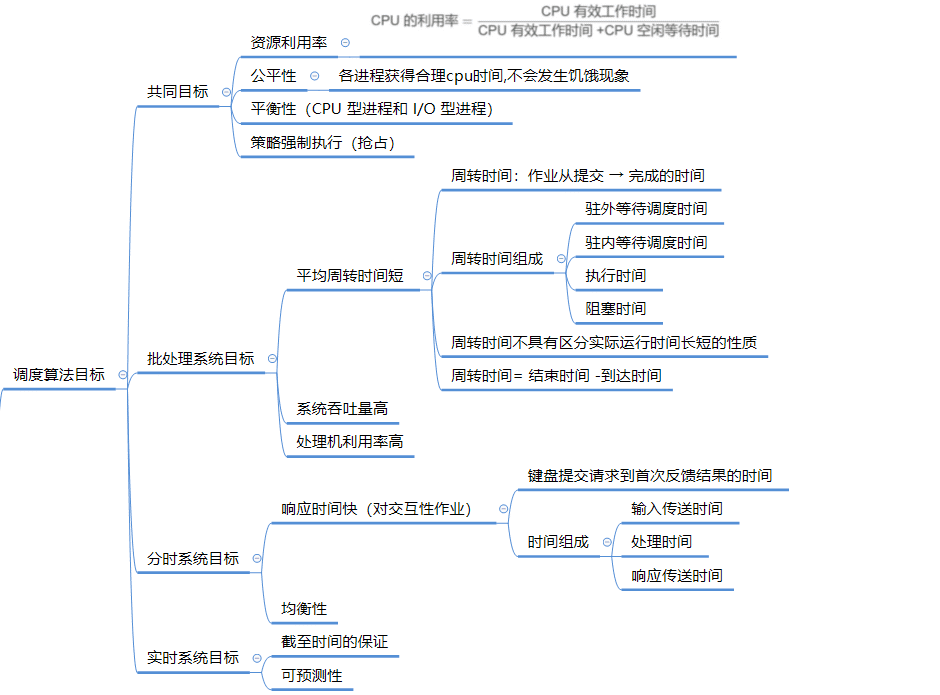 CPU 的利用率 = CPU 有效工作时间 / CPU 有效工作时间 +CPU 空闲等待时间
资源利用率
公平性
各进程获得合理cpu时间,不会发生饥饿现象
共同目标
平衡性（CPU 型进程和 I/O 型进程）
策略强制执行（抢占）
周转时间：作业从提交 → 完成的时间
驻外等待调度时间
驻内等待调度时间
周转时间组成
执行时间
平均周转时间短
阻塞时间
周转时间不具有区分实际运行时间长短的性质
批处理系统目标
周转时间= 结束时间 -到达时间
调度算法目标
系统吞吐量高
处理机利用率高
键盘提交请求到首次反馈结果的时间
响应时间快（对交互性作业）
输入传送时间
时间组成
处理时间
分时系统目标
响应传送时间
均衡性
截至时间的保证
实时系统目标
可预测性